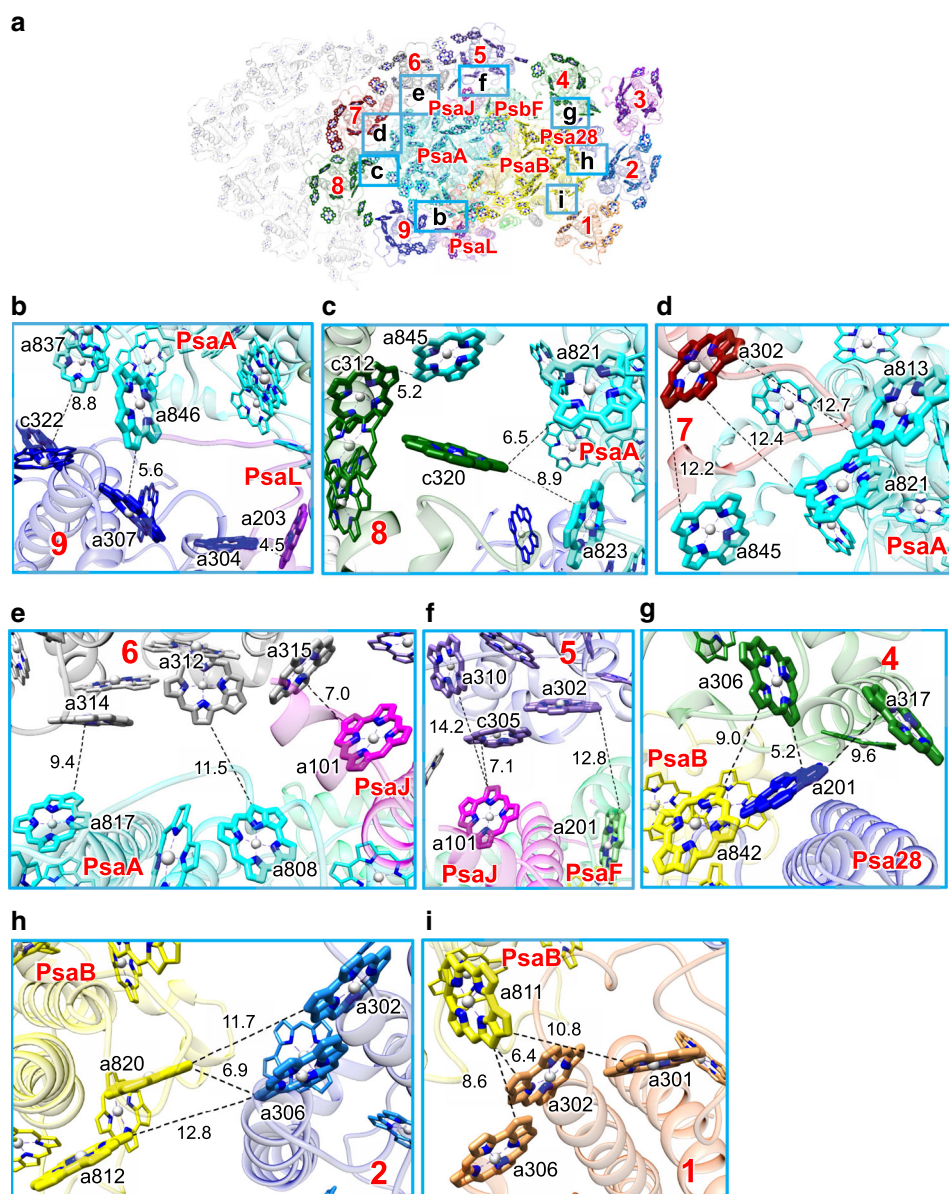 a
6
5
f
4
3
e
PsaJ
PsbF
g
7
d
Psa28
PsaA
PsaB
h
2
c
8
i
b
9
1
PsaL
b
a837
PsaA
8.8
a846
c322
5.6
PsaL
a203
9
a307
4.5
a304
c
a845
c312
5.2
a821
6.5
PsaA
c320
8.9
8
a823
d
a302
a813
12.7
7
12.4
12.2
a821
a845
PsaA
e
6
a315
a312
7.0
a314
9.4
11.5
a101
PsaJ
a817
PsaA
a808
f
5
a310
a302
c305
14.2
7.1
12.8
a201
a101
PsaJ
PsaF
g
4
a306
a317
9.0
5.2
9.6
PsaB
a201
a842
Psa28
h
PsaB
a302
11.7
a820
6.9
a306
12.8
a812
2
i
PsaB
a811
10.8
6.4
8.6
a301
a302
a306
1